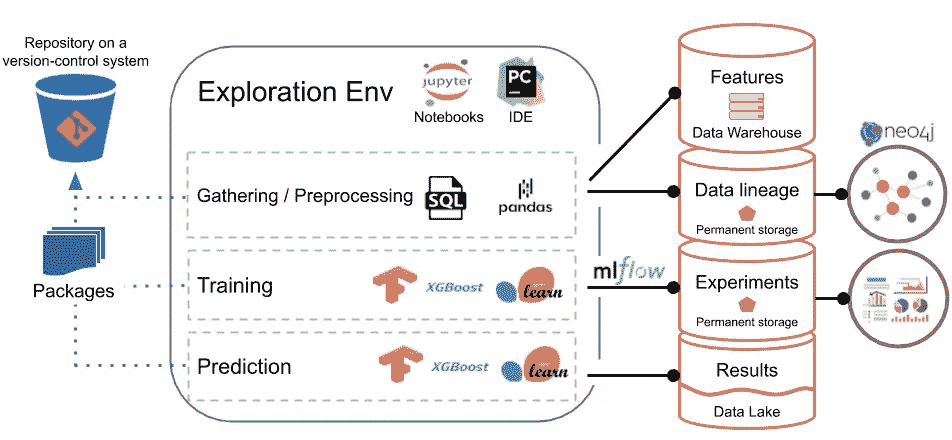 Repository on a
version-control system
Packages
Exploration Env
jupyter
Notebooks
PC
IDE
Gathering / Preprocessing
SQL
pandas
Training
XGBoost
learn
Prediction
XGBoost
learn
mlflow
Features
Data Warehouse
Data lineage
Permanent storage
Experiments
Permanent storage
Results
Data Lake
neo4j